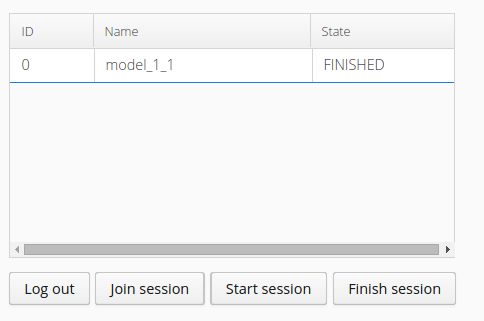 ID Name State
0 model_1_1 FINISHED
Log out Join session Start session Finish session